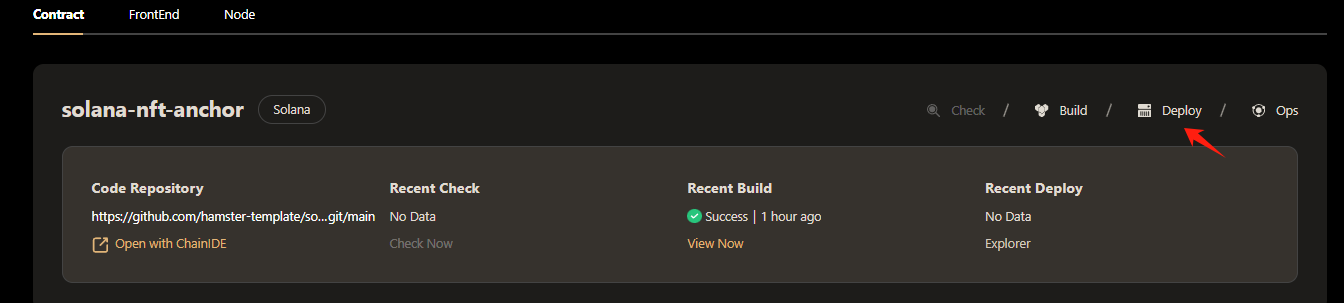 Contract FrontEnd Node
solana-nft-anchor Solana Check / Build / Deploy / Ops
Code Repository Recent Check Recent Build Recent Deploy
https://github.com/hamster-template/so...git/main No Data Success | 1 hour ago No Data
Open with ChainIDE Check Now View Now Explorer